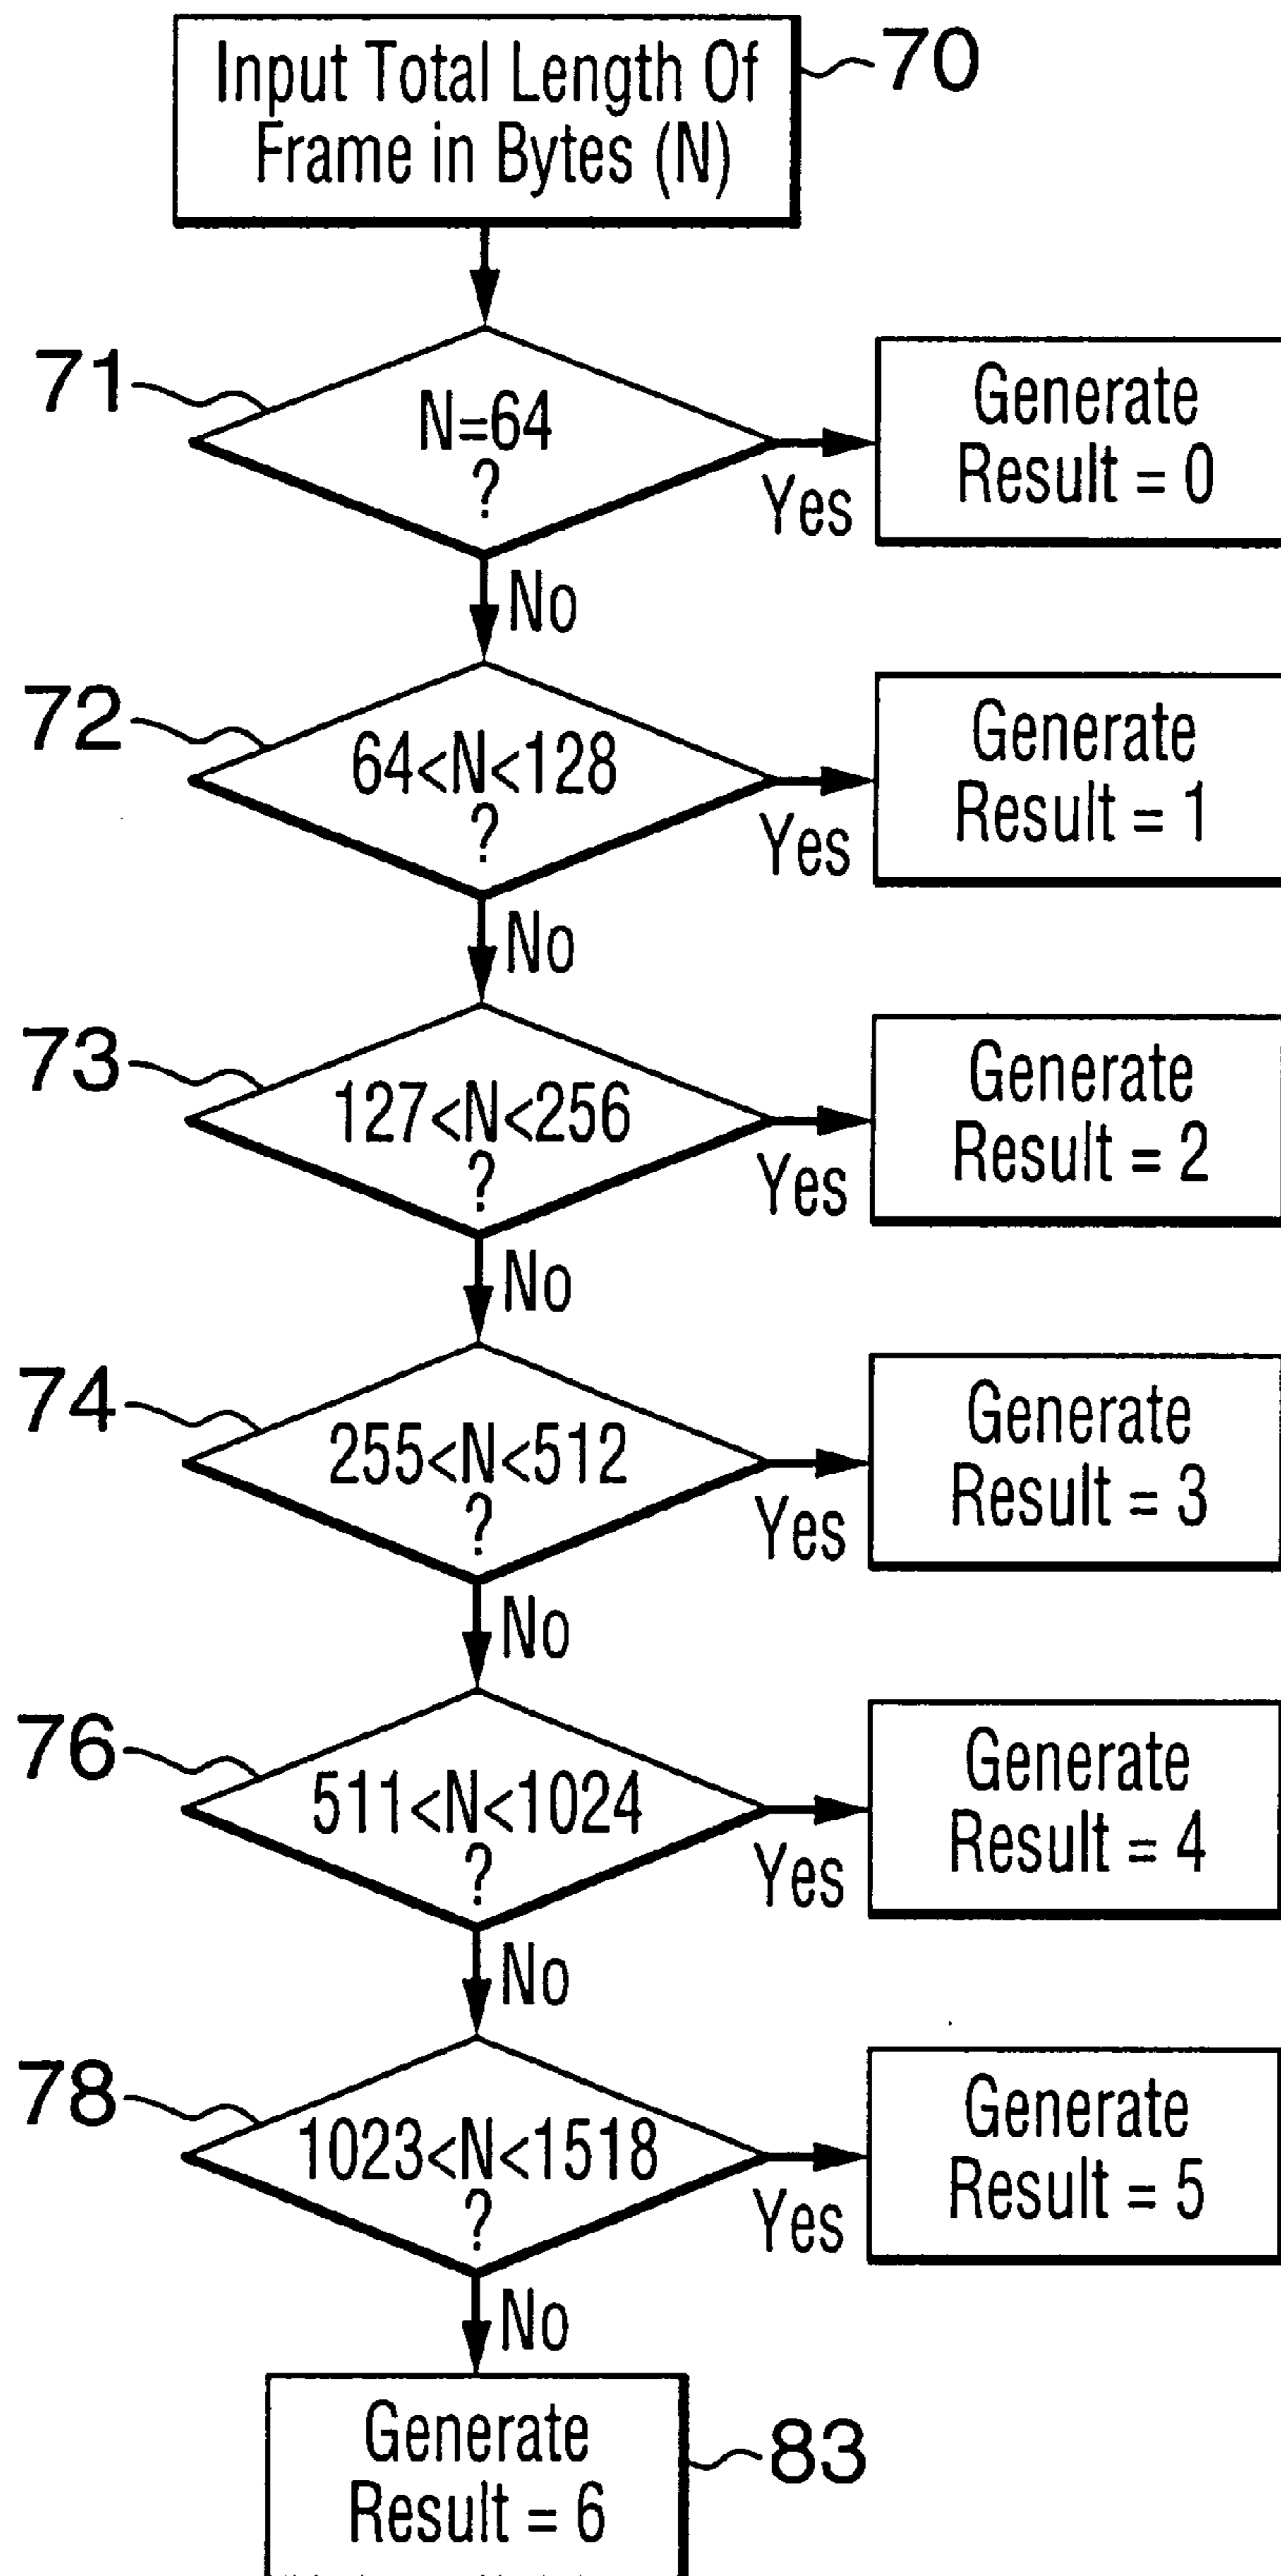 Input Total Length Of
Frame in Bytes (N)
70
71
N=64
?
Yes
Generate
Result = 0
No
72
64<N<128
?
Yes
Generate
Result = 1
No
73
127<N<256
?
Yes
Generate
Result = 2
No
74
255<N<512
?
Yes
Generate
Result = 3
No
76
511<N<1024
?
Yes
Generate
Result = 4
No
78
1023<N<1518
?
Yes
Generate
Result = 5
No
Generate
Result = 6
83